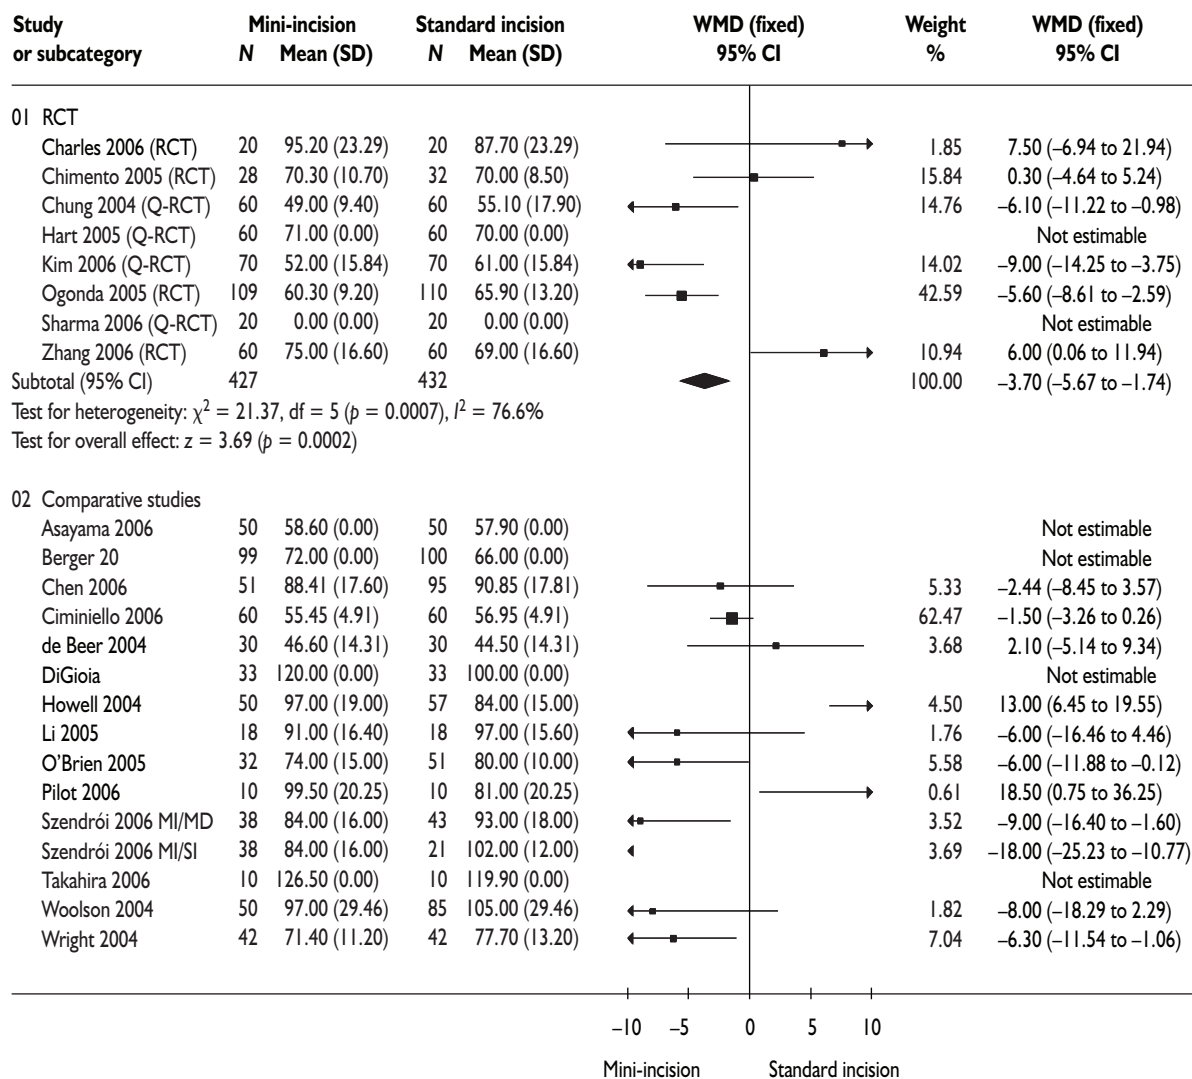 Study Mini-incision Standard incision WMD (fixed) Weight WMD (fixed)
or subcategory N Mean (SD) N Mean (SD) 95% CI % 95% CI
01 RCT
Charles 2006 (RCT) 20 95.20 (23.29) 20 87.70 (23.29) 1.85 7.50 (–6.94 to 21.94)
Chimento 2005 (RCT) 28 70.30 (10.70) 32 70.00 (8.50) 15.84 0.30 (–4.64 to 5.24)
Chung 2004 (Q-RCT) 60 49.00 (9.40) 60 55.10 (17.90) 14.76 –6.10 (–11.22 to –0.98)
Hart 2005 (Q-RCT) 60 71.00 (0.00) 60 70.00 (0.00) Not estimable
Kim 2006 (Q-RCT) 70 52.00 (15.84) 70 61.00 (15.84) 14.02 –9.00 (–14.25 to –3.75)
Ogonda 2005 (RCT) 109 60.30 (9.20) 110 65.90 (13.20) 42.59 –5.60 (–8.61 to –2.59)
Sharma 2006 (Q-RCT) 20 0.00 (0.00) 20 0.00 (0.00) Not estimable
Zhang 2006 (RCT) 60 75.00 (16.60) 60 69.00 (16.60) 10.94 6.00 (0.06 to 11.94)
Subtotal (95% CI) 427 432 100.00 –3.70 (–5.67 to –1.74)
Test for heterogeneity: χ² = 21.37, df = 5 (p = 0.0007), I² = 76.6%
Test for overall effect: z = 3.69 (p = 0.0002)
02 Comparative studies
Asayama 2006 50 58.60 (0.00) 50 57.90 (0.00) Not estimable
Berger 20 99 72.00 (0.00) 100 66.00 (0.00) Not estimable
Chen 2006 51 88.41 (17.60) 95 90.85 (17.81) 5.33 –2.44 (–8.45 to 3.57)
Ciminiello 2006 60 55.45 (4.91) 60 56.95 (4.91) 62.47 –1.50 (–3.26 to 0.26)
de Beer 2004 30 46.60 (14.31) 30 44.50 (14.31) 3.68 2.10 (–5.14 to 9.34)
DiGioia 33 120.00 (0.00) 33 100.00 (0.00) Not estimable
Howell 2004 50 97.00 (19.00) 57 84.00 (15.00) 4.50 13.00 (6.45 to 19.55)
Li 2005 18 91.00 (16.40) 18 97.00 (15.60) 1.76 –6.00 (–16.46 to 4.46)
O'Brien 2005 32 74.00 (15.00) 51 80.00 (10.00) 5.58 –6.00 (–11.88 to –0.12)
Pilot 2006 10 99.50 (20.25) 10 81.00 (20.25) 0.61 18.50 (0.75 to 36.25)
Szendrói 2006 MI/MD 38 84.00 (16.00) 43 93.00 (18.00) 3.52 –9.00 (–16.40 to –1.60)
Szendrói 2006 MI/SI 38 84.00 (16.00) 21 102.00 (12.00) 3.69 –18.00 (–25.23 to –10.77)
Takahira 2006 10 126.50 (0.00) 10 119.90 (0.00) Not estimable
Woolson 2004 50 97.00 (29.46) 85 105.00 (29.46) 1.82 –8.00 (–18.29 to 2.29)
Wright 2004 42 71.40 (11.20) 42 77.70 (13.20) 7.04 –6.30 (–11.54 to –1.06)
–10 –5 0 5 10
Mini-incision Standard incision